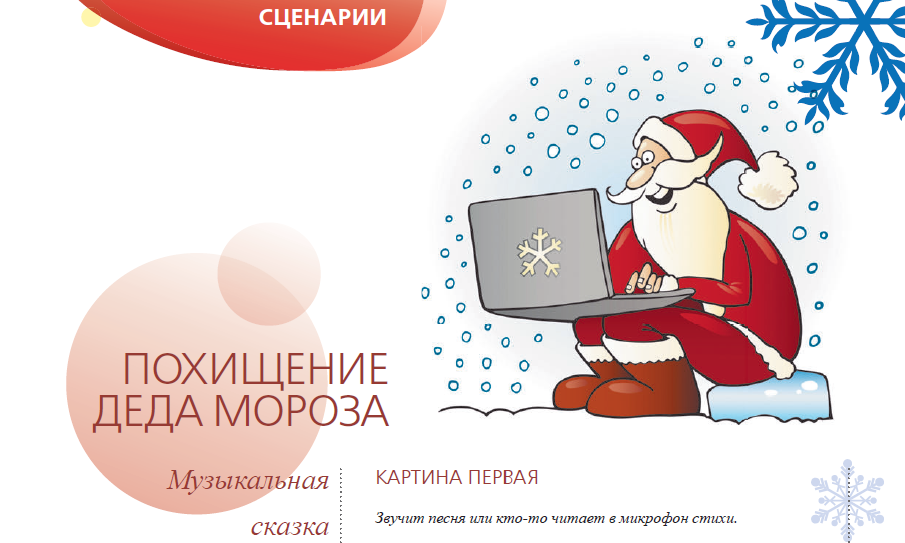 СЦЕНАРИИ
ПОХИЩЕНИЕ
ДЕДА МОРОЗА
Музыкальная
сказка
КАРТИНА ПЕРВАЯ
Звучит песня или кто-то читает в микрофон стихи.